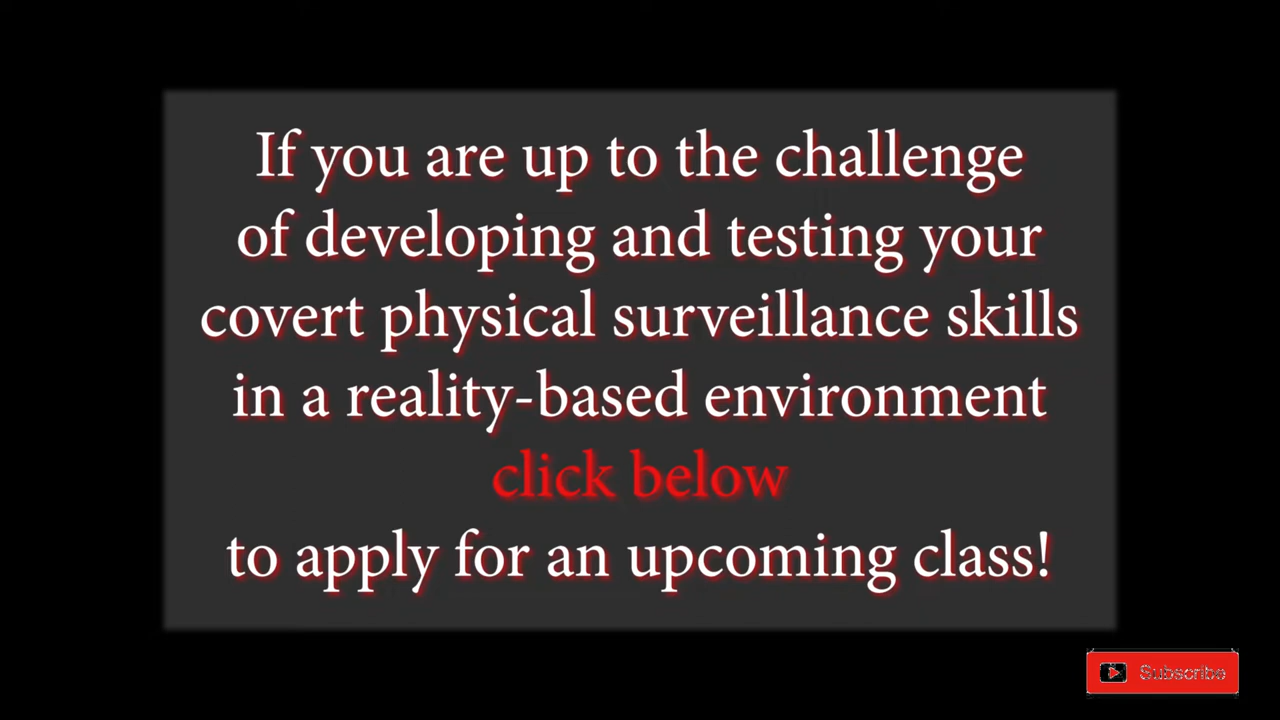 If you are up to the challenge
of developing and testing your
covert physical surveillance skills
in a reality-based environment
click below
to apply for an upcoming class!
Subscribe